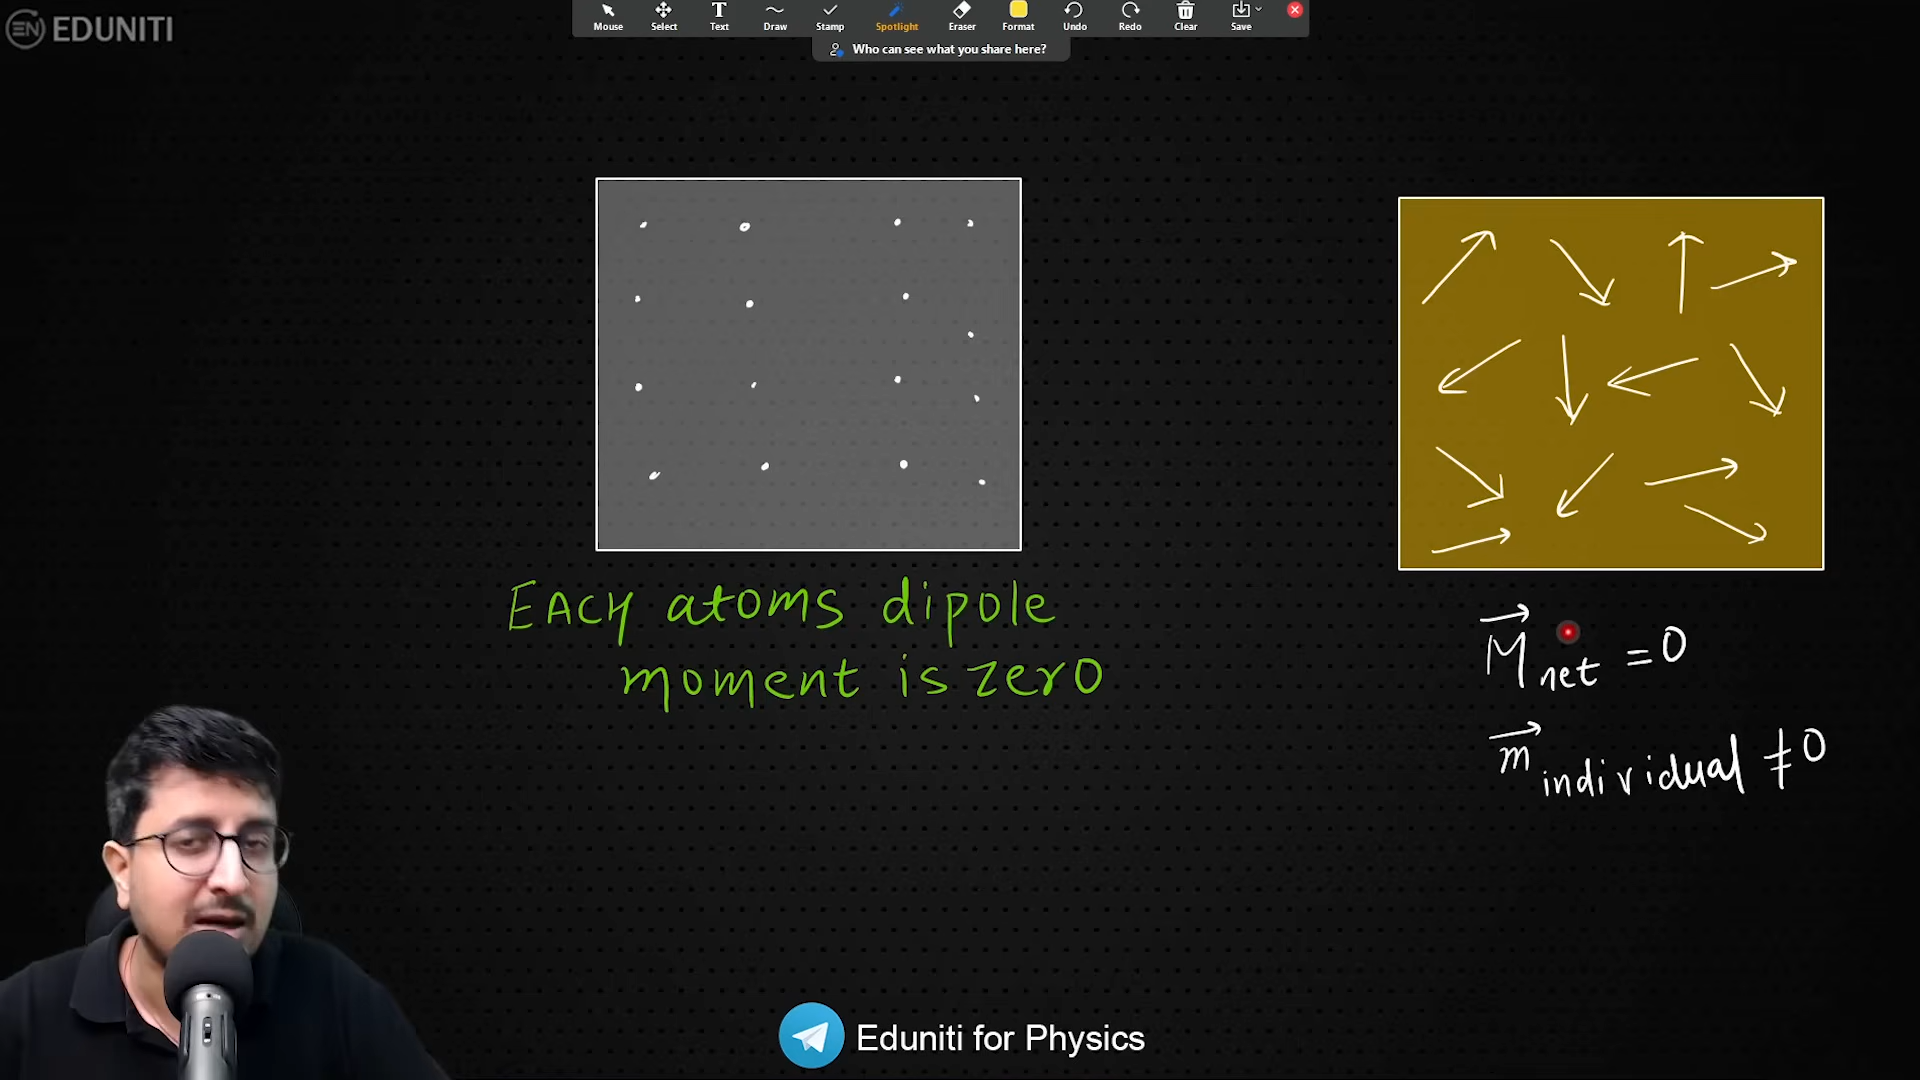 EDUNITI
Mouse Select Text Draw Stamp Spotlight Eraser Format Undo Redo Clear Save
Who can see what you share here?
EACH atoms dipole
moment is zero
M net = 0
m individual ≠ 0
Eduniti for Physics